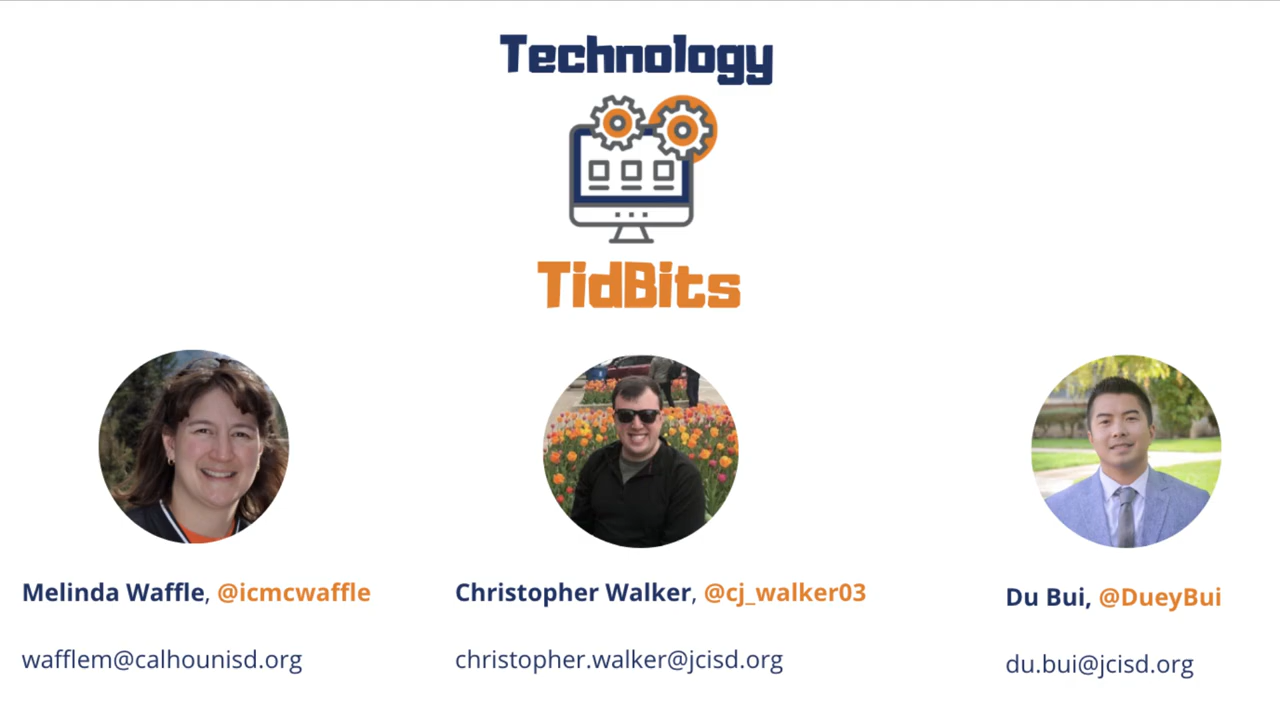 Technology
TidBits
Melinda Waffle, @icmcwaffle
wafflem@calhounisd.org
Christopher Walker, @cj_walker03
christopher.walker@jcisd.org
Du Bui, @DueyBui
du.bui@jcisd.org